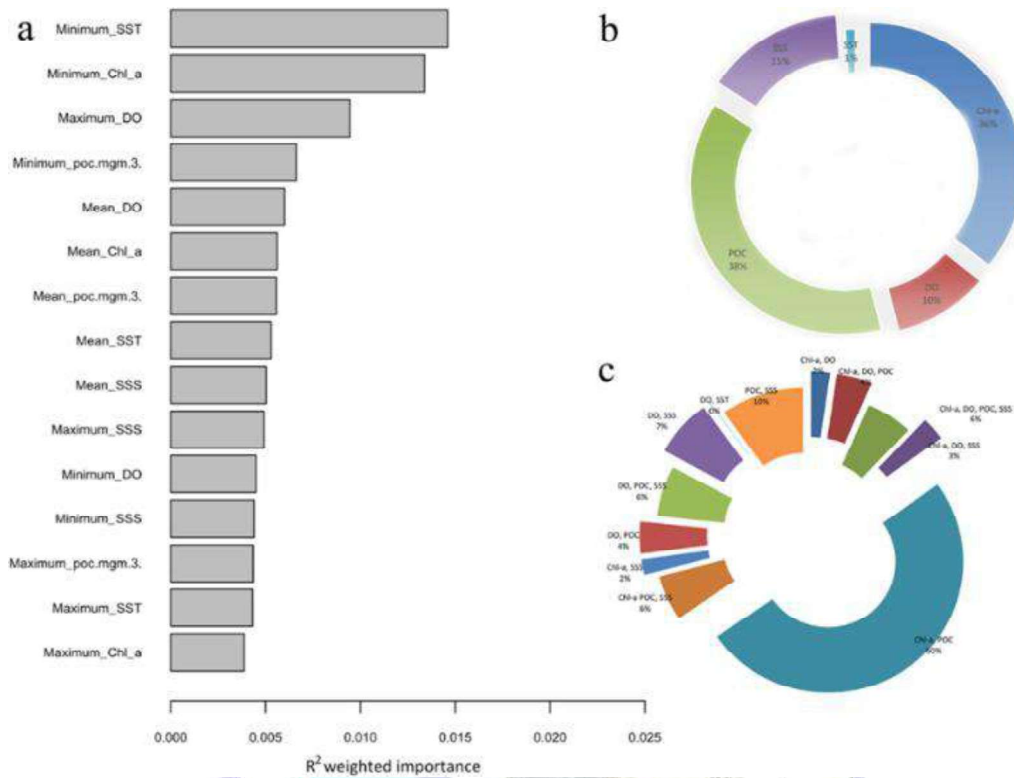 a
Minimum_SST
Minimum_Chl_a
Maximum_DO
Minimum_poc.mgm.3.
Mean_DO
Mean_Chl_a
Mean_poc.mgm.3.
Mean_SST
Mean_SSS
Maximum_SSS
Minimum_DO
Minimum_SSS
Maximum_poc.mgm.3.
Maximum_SST
Maximum_Chl_a
0.000 0.005 0.010 0.015 0.020 0.025
R² weighted importance
b
SST
1%
Chl-a
36%
DO
10%
POC
38%
15%
c
Chl-a, DO
Chl-a, DO, POC
Chl-a, DO, POC, SSS
6%
Chl-a, DO, SSS
3%
Chl-a, POC
Chl-a POC, SSS
6%
Chl-a, SSS
2%
DO, POC
4%
DO, POC, SSS
6%
DO, SSS
7%
DO, SST
0%
POC, SSS
10%